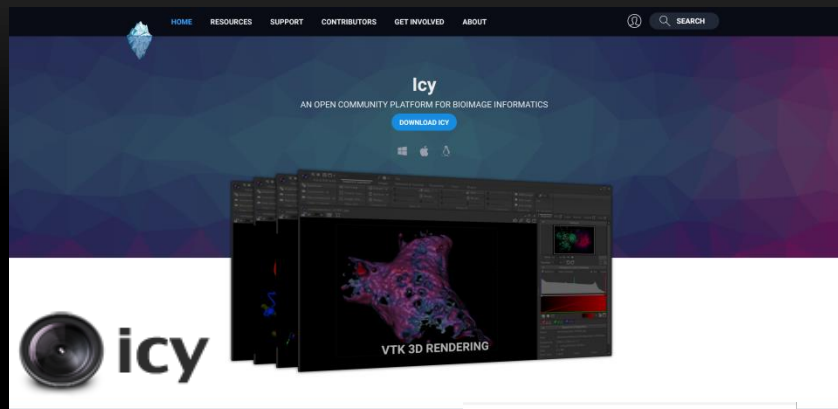 HOME RESOURCES SUPPORT CONTRIBUTORS GET INVOLVED ABOUT SEARCH
Icy
AN OPEN COMMUNITY PLATFORM FOR BIOIMAGE INFORMATICS
DOWNLOAD ICY
VTK 3D RENDERING
icy